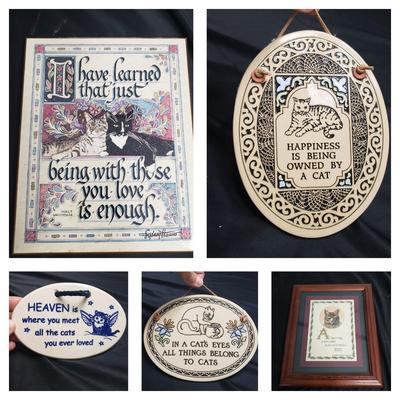 I have learned
that just
being with those
you love
is enough.
HAPPINESS
IS BEING
OWNED BY
A CAT
HEAVEN is
where you meet
all the cats
you ever loved
IN A CAT'S EYES
ALL THINGS BELONG
TO CATS
A